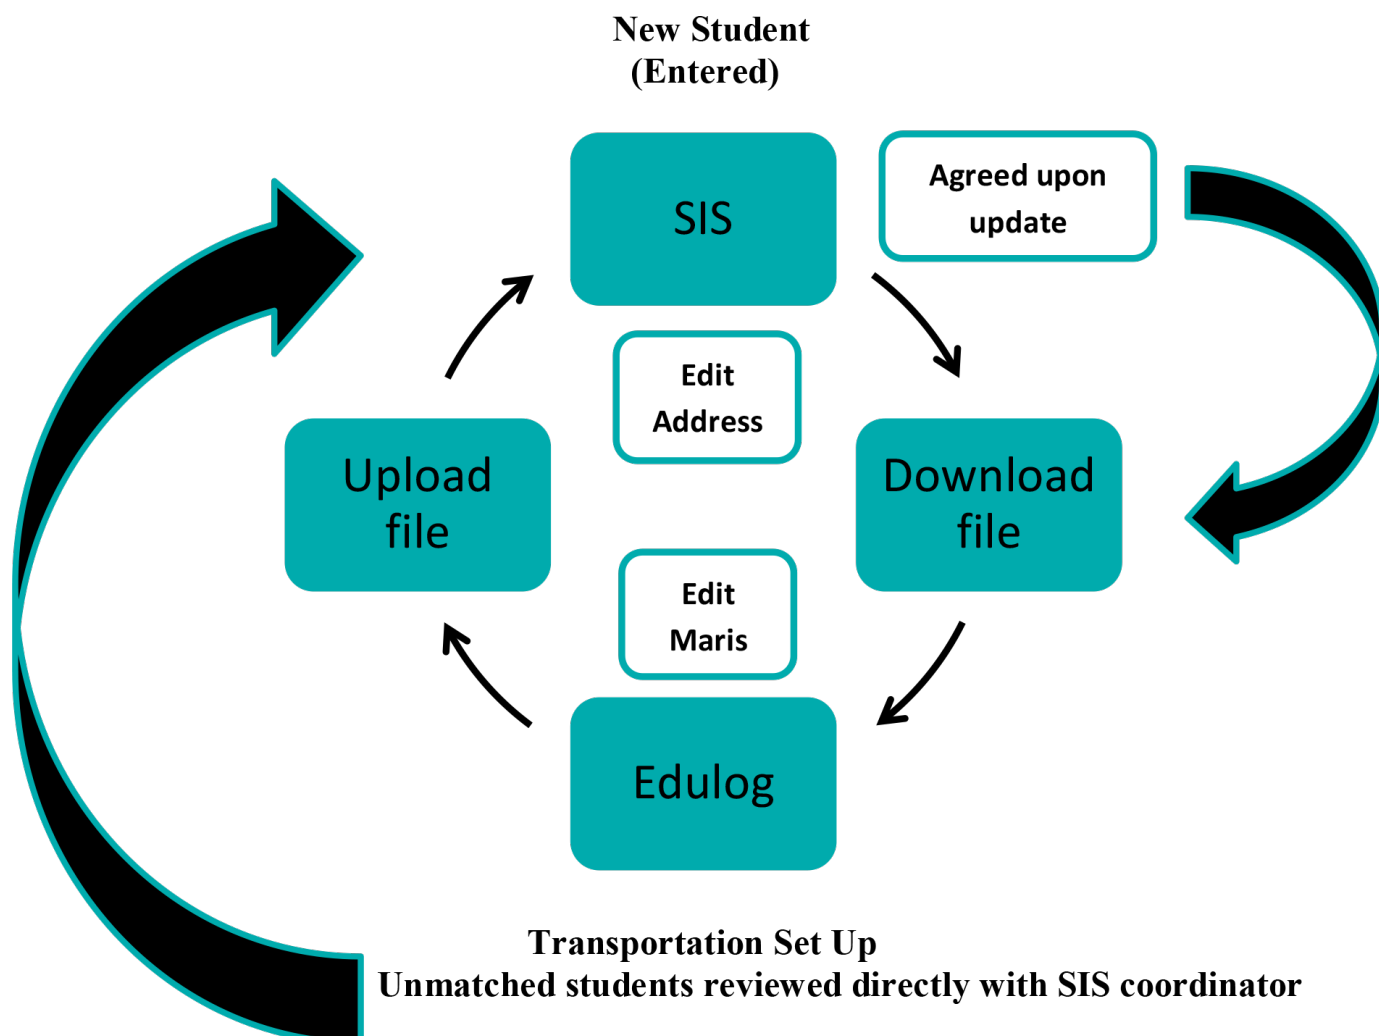 New Student
(Entered)
SIS
Agreed upon
update
Edit
Address
Upload
file
Download
file
Edit
Maris
Edulog
Transportation Set Up
Unmatched students reviewed directly with SIS coordinator